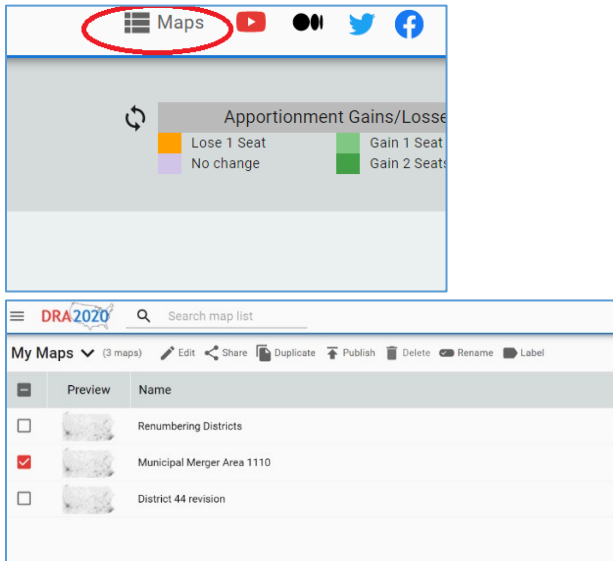 Maps
Apportionment Gains/Losse
Lose 1 Seat Gain 1 Seat
No change Gain 2 Seats
DRA2020 Search map list
My Maps (3 maps) Edit Share Duplicate Publish Delete Rename Label
Preview Name
Renumbering Districts
Municipal Merger Area 1110
District 44 revision